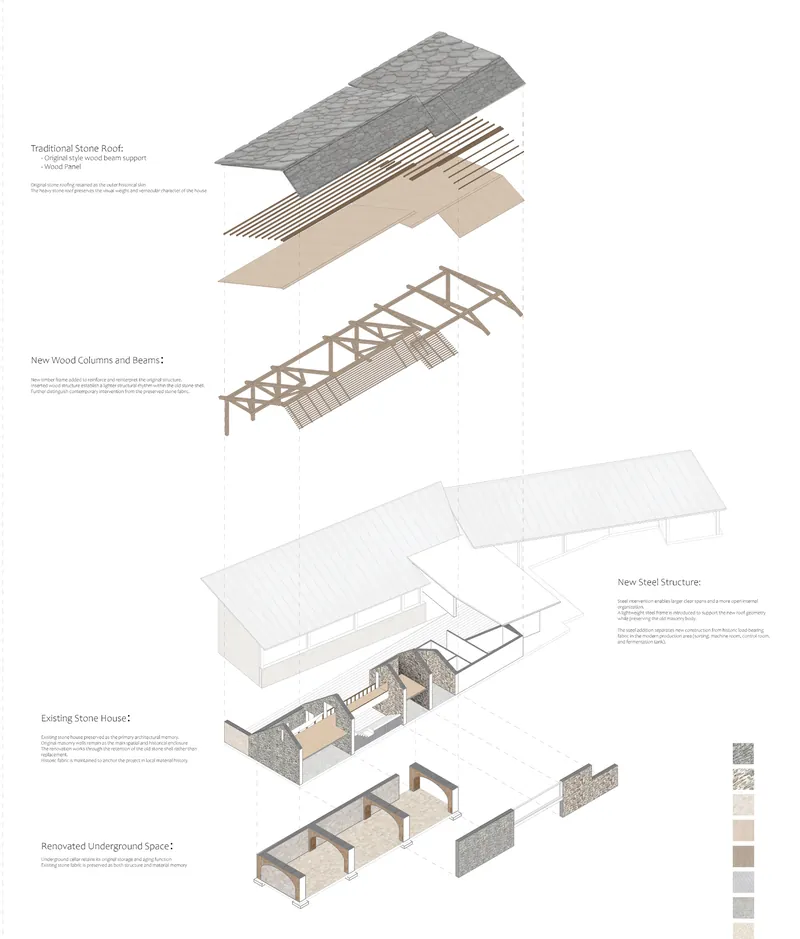 Traditional Stone Roof:
- Original style wood beam support
- Wood Panel
Original stone roofing retained as the outer historical skin
The heavy stone roof preserves the visual weight and vernacular character of the house
New Wood Columns and Beams:
New timber frame added to reinforce and reinterpret the original structure.
Inserted wood structure establish a lighter structural rhythm within the old stone shell.
Further distinguish contemporary intervention from the preserved stone fabric.
New Steel Structure:
Steel intervention enables larger clear spans and a more open internal
organization.
A lightweight steel frame is introduced to support the new roof geometry
while preserving the old masonry body.
The steel addition separates new construction from historic load-bearing
fabric in the modern production area (sorting, machine room, control room,
and fermentation tank).
Existing Stone House:
Existing stone house preserved as the primary architectural memory.
Original masonry walls remain as the main spatial and historical enclosure
The renovation works through the retention of the old stone shell rather than
replacement.
Historic fabric is maintained to anchor the project in local material history
Renovated Underground Space:
Underground cellar retains its original storage and aging function
Existing stone fabric is preserved as both structure and material memory